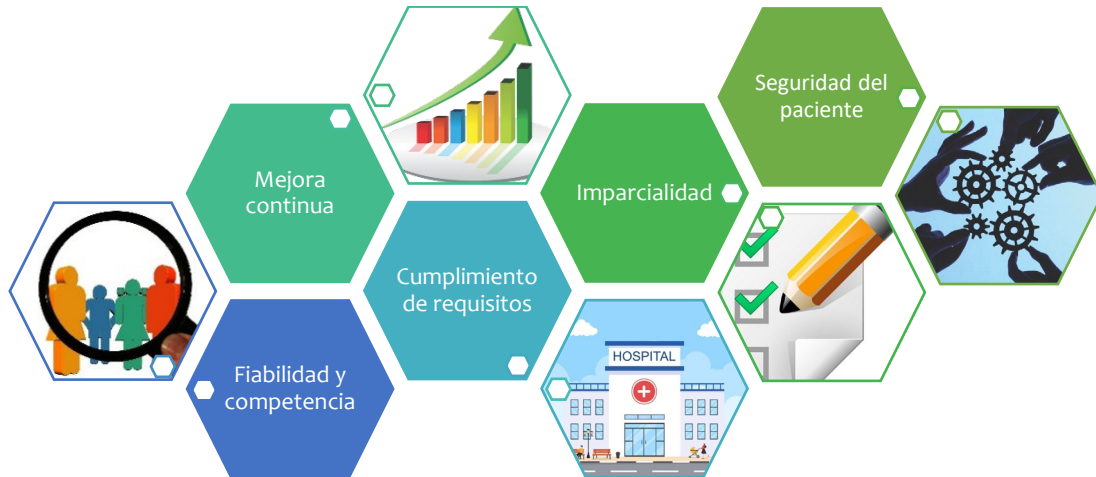 Seguridad del
paciente
Mejora
continua
Imparcialidad
Cumplimiento
de requisitos
HOSPITAL
Fiabilidad y
competencia